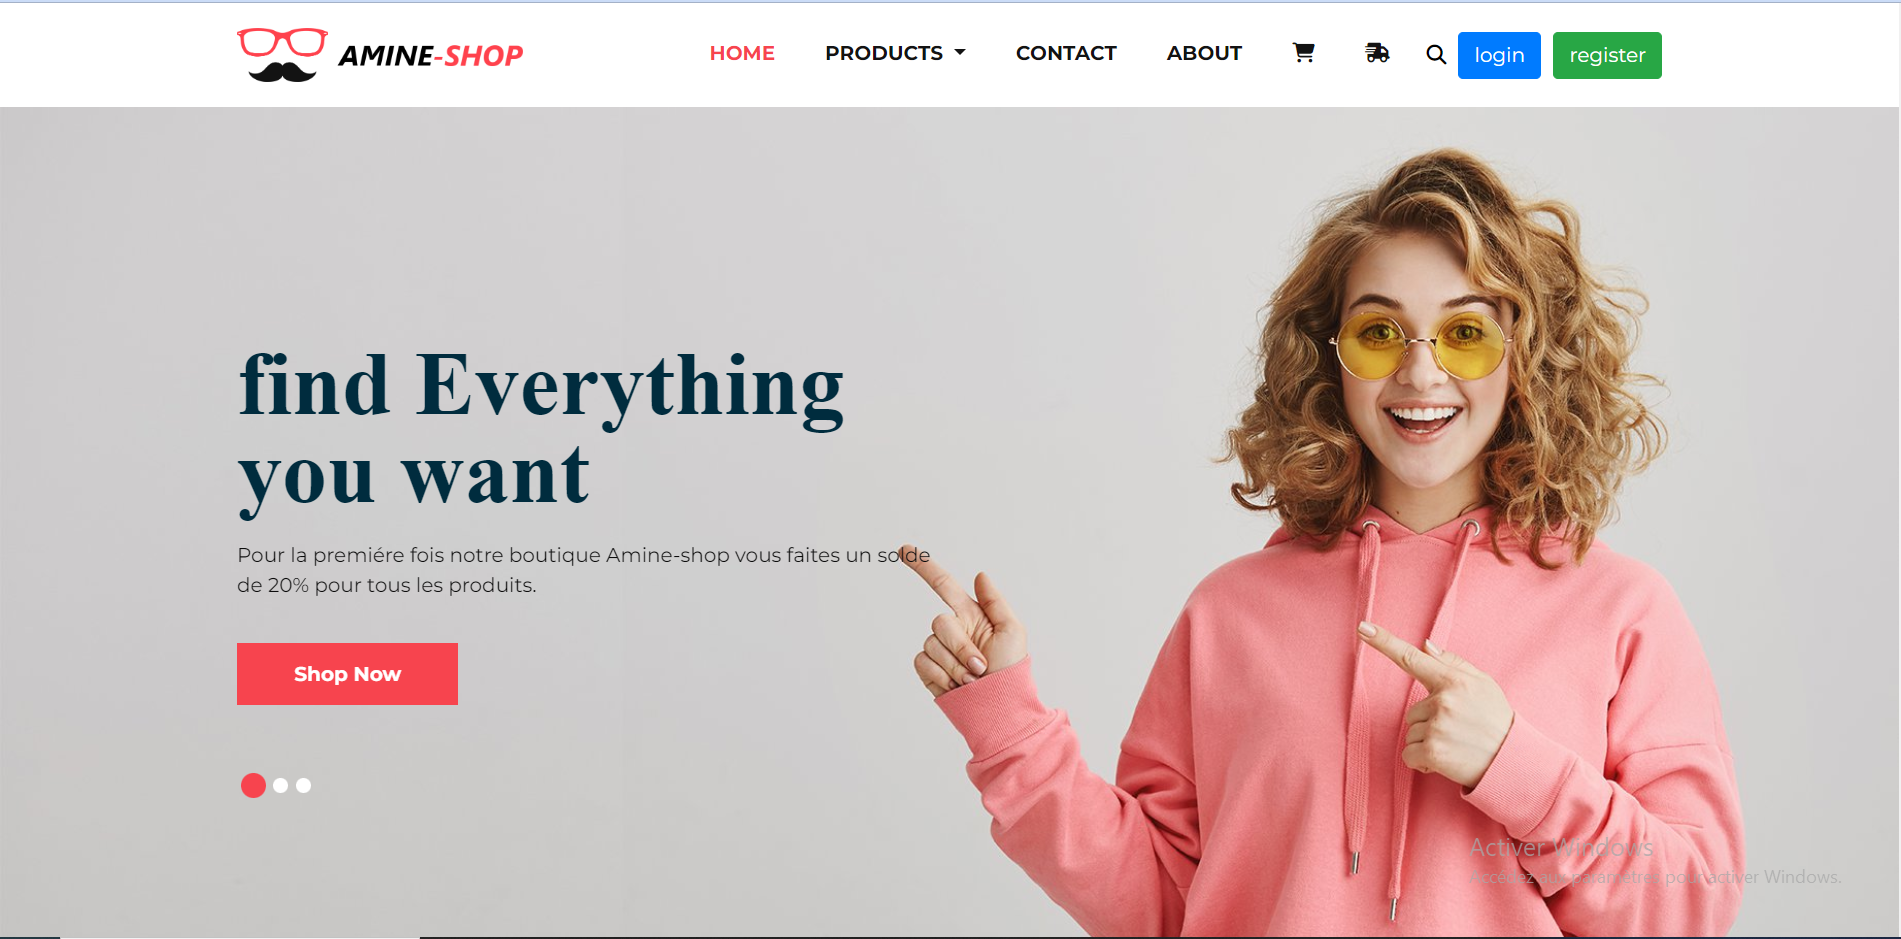 AMINE-SHOP
HOME
PRODUCTS
CONTACT
ABOUT
login
register
find Everything
you want
Pour la premiére fois notre boutique Amine-shop vous faites un solde
de 20% pour tous les produits.
Shop Now
Activer Windows
Accédez aux paramètres pour activer Windows.